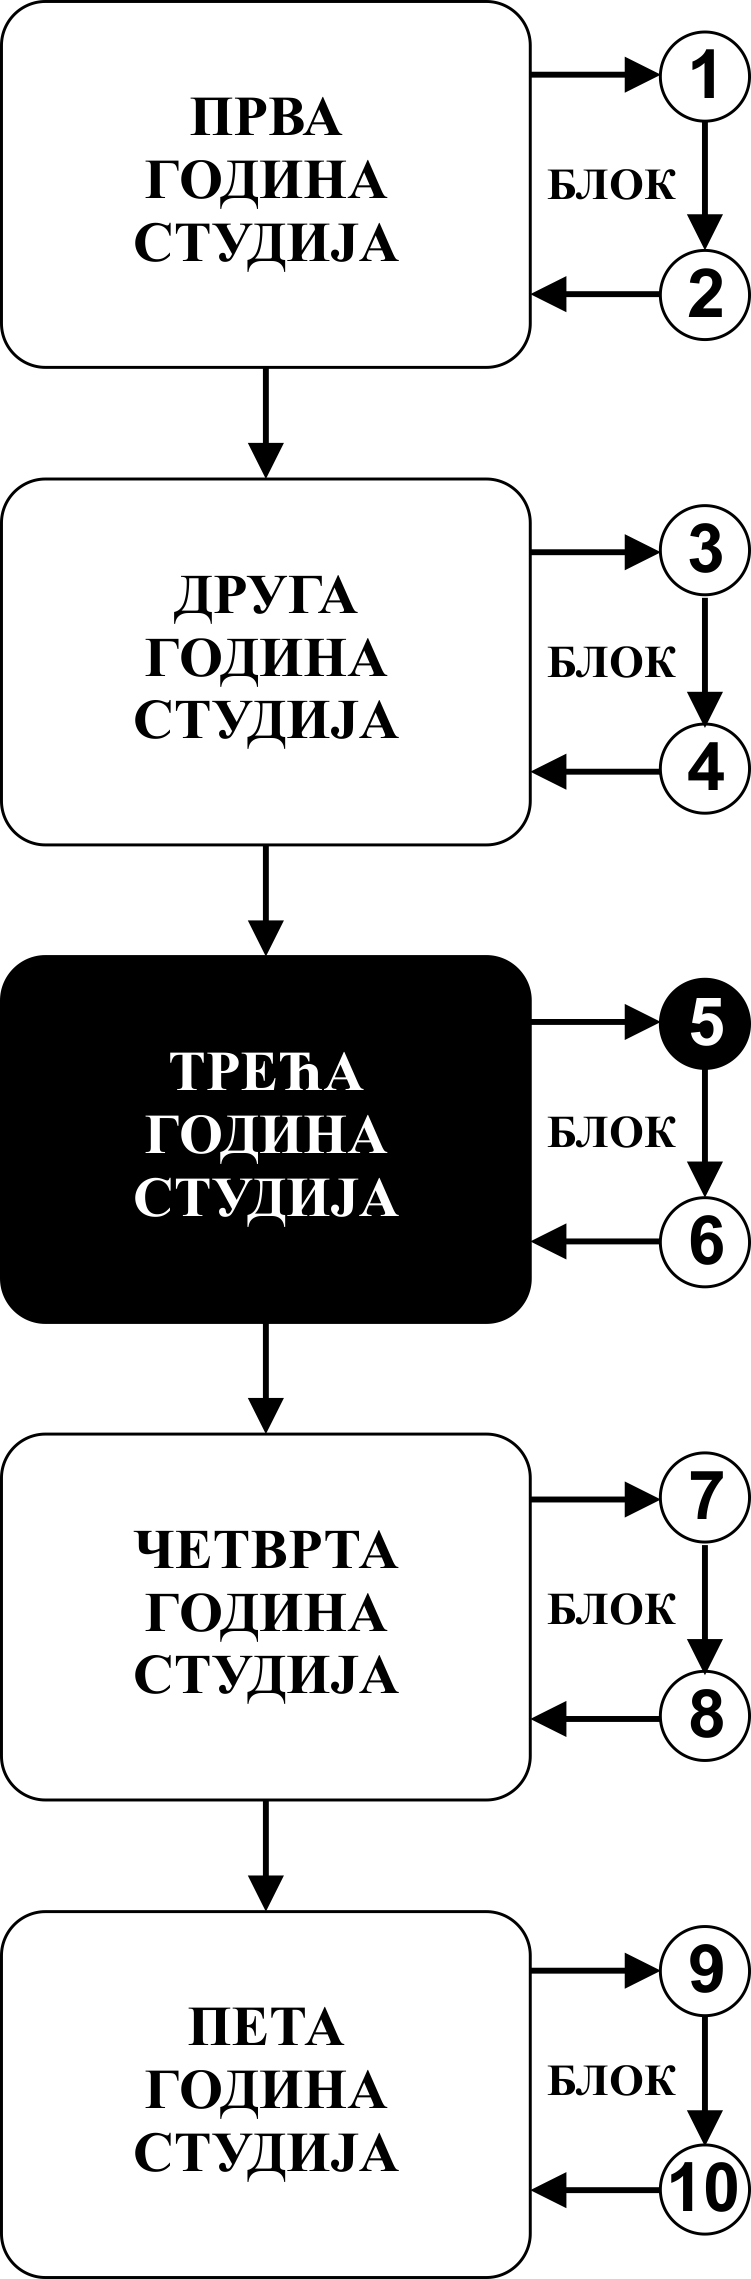 ПРВА
ГОДИНА
СТУДИЈА
1
БЛОК
2
ДРУГА
ГОДИНА
СТУДИЈА
3
БЛОК
4
ТРЕЋА
ГОДИНА
СТУДИЈА
5
БЛОК
6
ЧЕТВРТА
ГОДИНА
СТУДИЈА
7
БЛОК
8
ПЕТА
ГОДИНА
СТУДИЈА
9
БЛОК
10